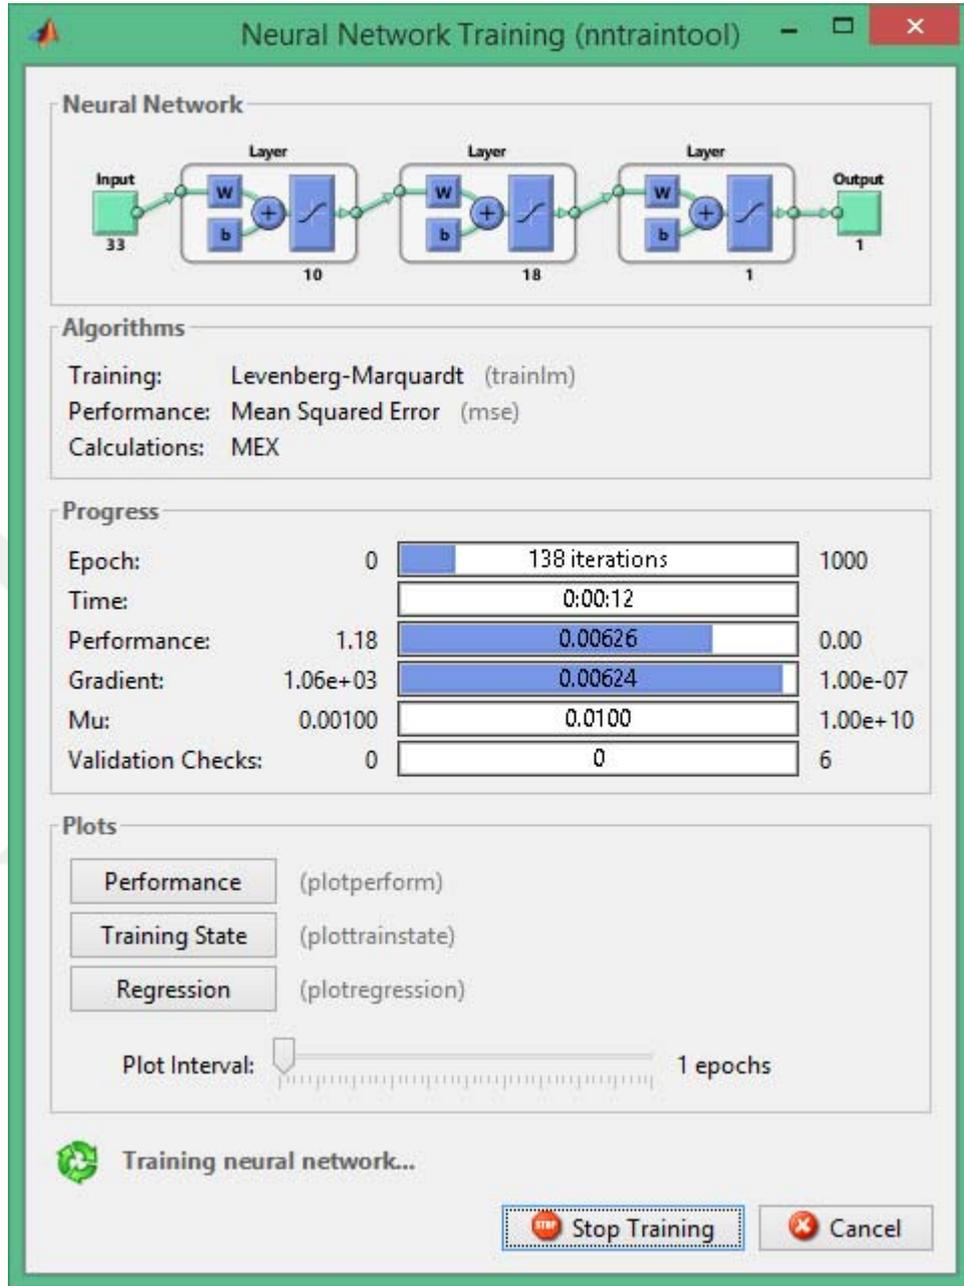 Neural Network Training (nntraintool)
Neural Network
Layer Layer Layer
Input Output
W W W
b b b
33 10 18 1 1
Algorithms
Training: Levenberg-Marquardt (trainlm)
Performance: Mean Squared Error (mse)
Calculations: MEX
Progress
Epoch: 0 138 iterations 1000
Time: 0:00:12
Performance: 1.18 0.00626 0.00
Gradient: 1.06e+03 0.00624 1.00e-07
Mu: 0.00100 0.0100 1.00e+10
Validation Checks: 0 0 6
Plots
Performance (plotperform)
Training State (plottrainstate)
Regression (plotregression)
Plot Interval: 1 epochs
Training neural network...
STOP Stop Training Cancel